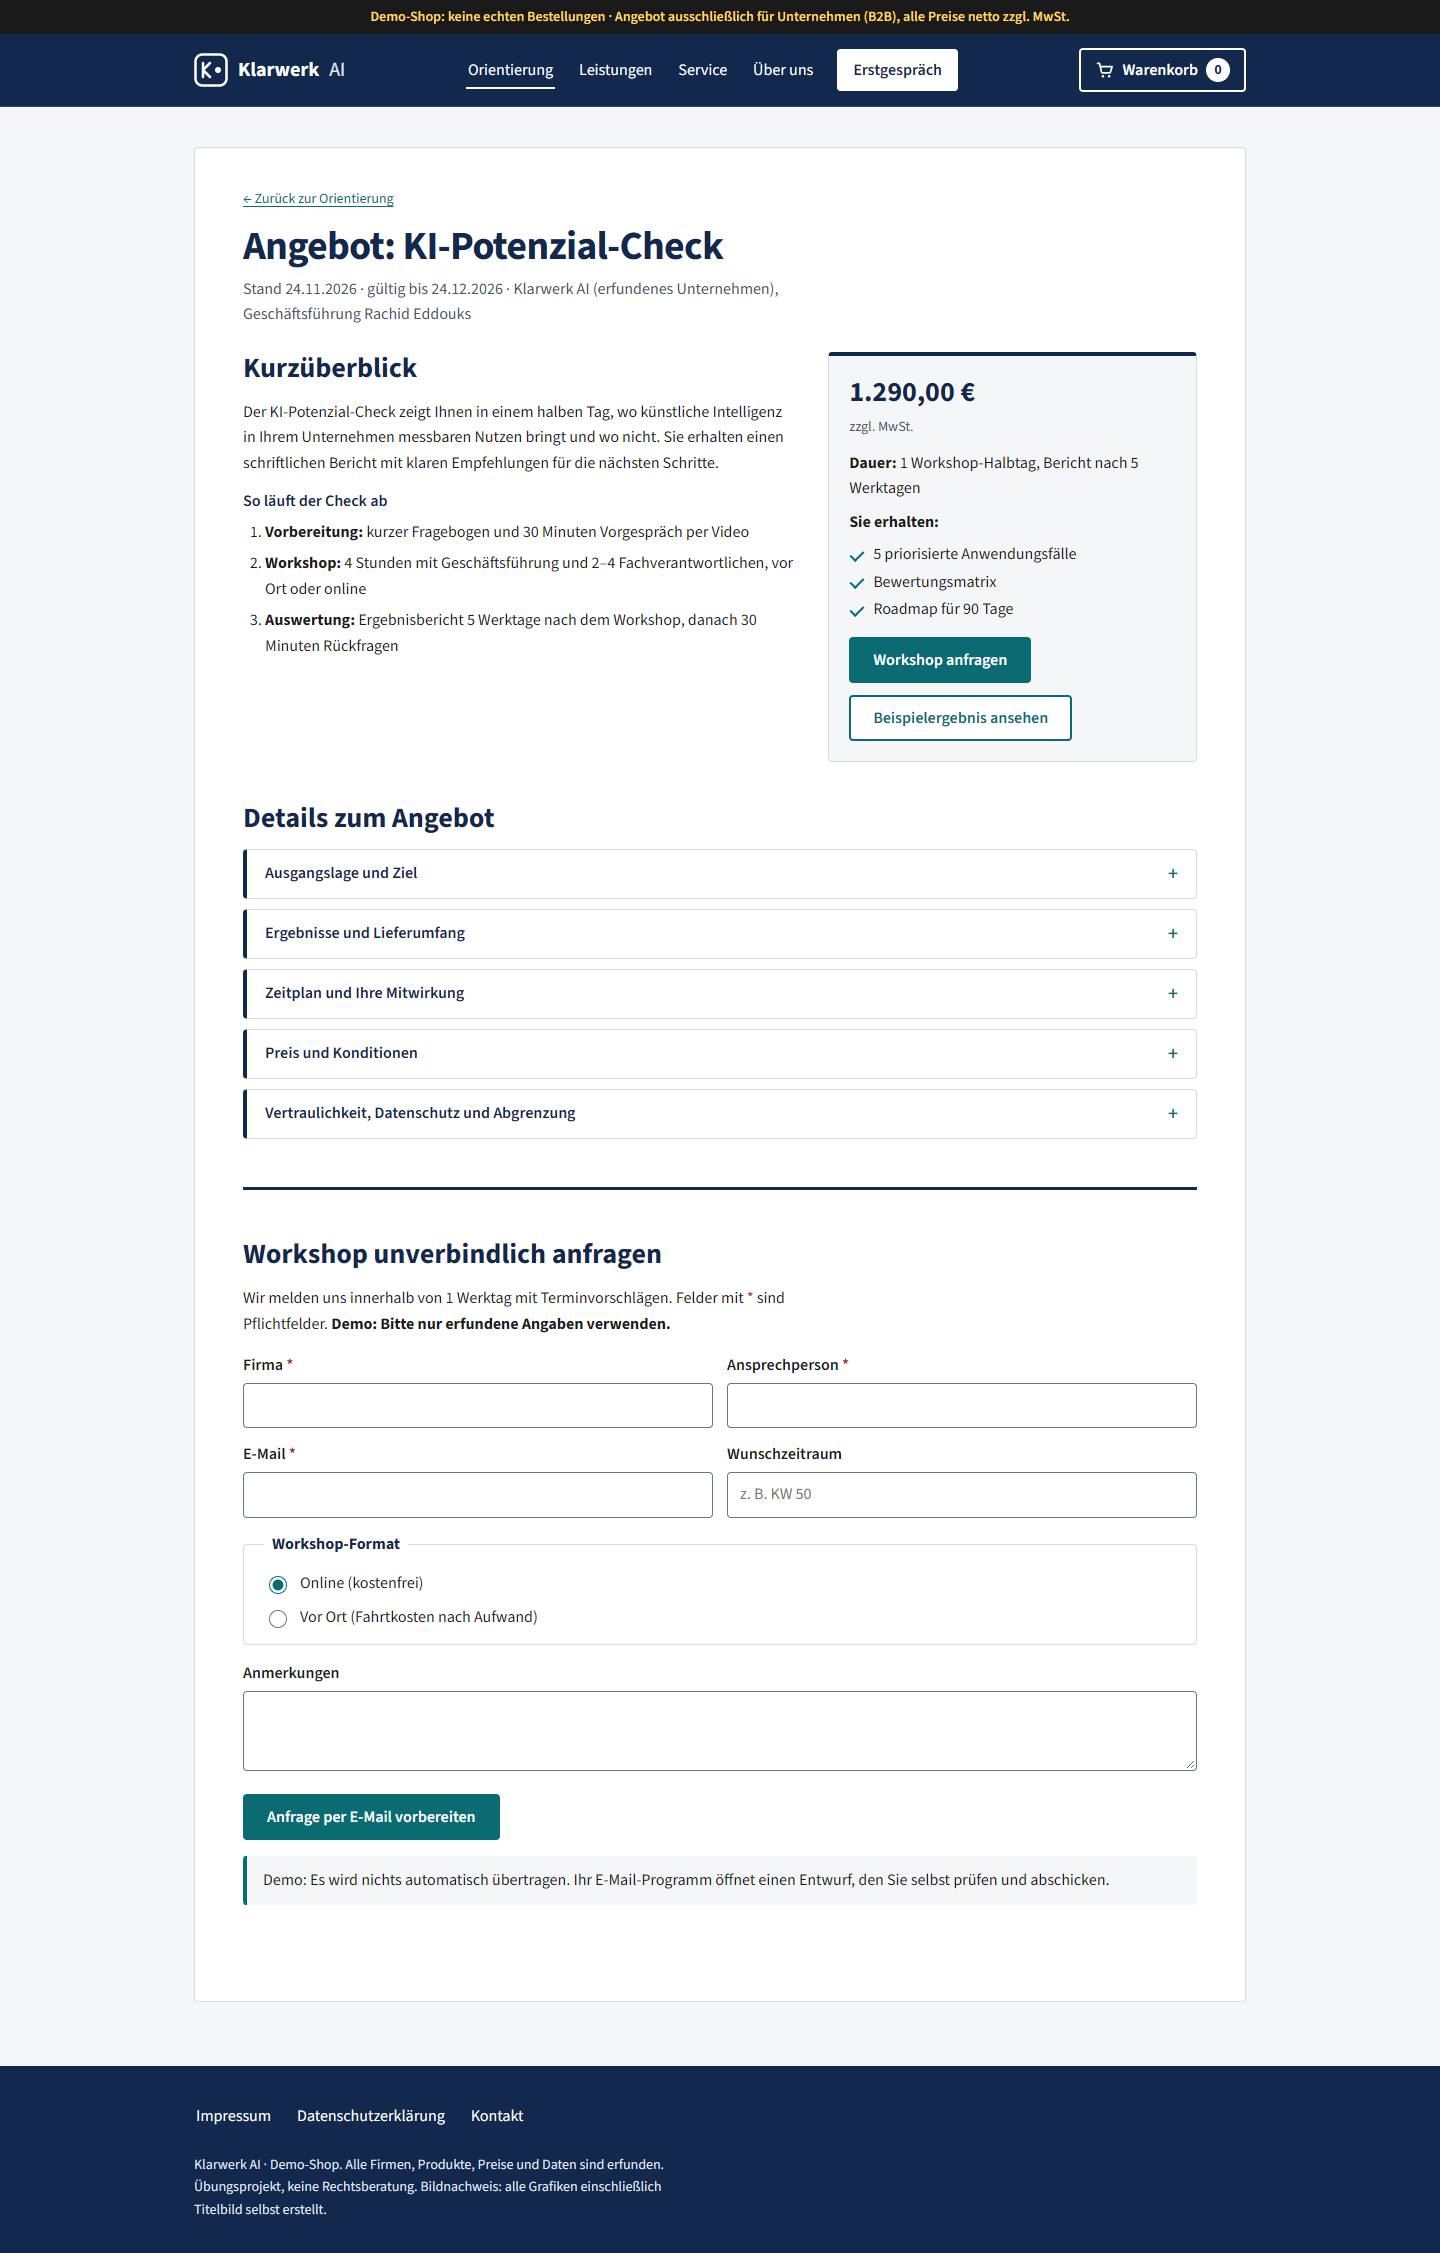 Demo-Shop: keine echten Bestellungen · Angebot ausschließlich für Unternehmen (B2B), alle Preise netto zzgl. MwSt.
K Klarwerk AI
Orientierung Leistungen Service Über uns Erstgespräch
Warenkorb 0
← Zurück zur Orientierung
Angebot: KI-Potenzial-Check
Stand 24.11.2026 · gültig bis 24.12.2026 · Klarwerk AI (erfundenes Unternehmen),
Geschäftsführung Rachid Eddouks
Kurzüberblick
Der KI-Potenzial-Check zeigt Ihnen in einem halben Tag, wo künstliche Intelligenz
in Ihrem Unternehmen messbaren Nutzen bringt und wo nicht. Sie erhalten einen
schriftlichen Bericht mit klaren Empfehlungen für die nächsten Schritte.
So läuft der Check ab
1. Vorbereitung: kurzer Fragebogen und 30 Minuten Vorgespräch per Video
2. Workshop: 4 Stunden mit Geschäftsführung und 2–4 Fachverantwortlichen, vor
Ort oder online
3. Auswertung: Ergebnisbericht 5 Werktage nach dem Workshop, danach 30
Minuten Rückfragen
1.290,00 €
zzgl. MwSt.
Dauer: 1 Workshop-Halbtag, Bericht nach 5
Werktagen
Sie erhalten:
5 priorisierte Anwendungsfälle
Bewertungsmatrix
Roadmap für 90 Tage
Workshop anfragen
Beispielergebnis ansehen
Details zum Angebot
Ausgangslage und Ziel +
Ergebnisse und Lieferumfang +
Zeitplan und Ihre Mitwirkung +
Preis und Konditionen +
Vertraulichkeit, Datenschutz und Abgrenzung +
Workshop unverbindlich anfragen
Wir melden uns innerhalb von 1 Werktag mit Terminvorschlägen. Felder mit * sind
Pflichtfelder. Demo: Bitte nur erfundene Angaben verwenden.
Firma *
Ansprechperson *
E-Mail *
Wunschzeitraum
z. B. KW 50
Workshop-Format
Online (kostenfrei)
Vor Ort (Fahrtkosten nach Aufwand)
Anmerkungen
Anfrage per E-Mail vorbereiten
Demo: Es wird nichts automatisch übertragen. Ihr E-Mail-Programm öffnet einen Entwurf, den Sie selbst prüfen und abschicken.
Impressum Datenschutzerklärung Kontakt
Klarwerk AI · Demo-Shop. Alle Firmen, Produkte, Preise und Daten sind erfunden.
Übungsprojekt, keine Rechtsberatung. Bildnachweis: alle Grafiken einschließlich
Titelbild selbst erstellt.